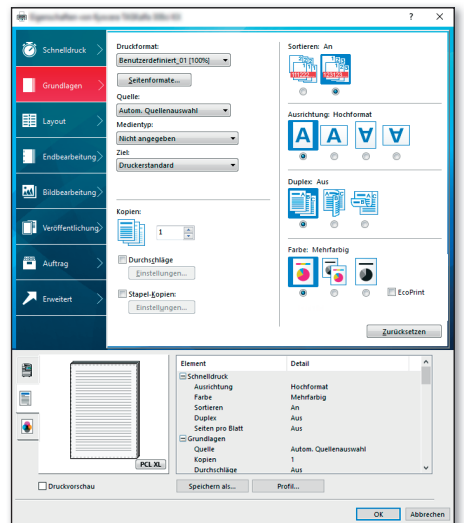 ? X
Schnelldruck
Grundlagen
Layout
Endbearbeitung
Bildbearbeitung
Veröffentlichung
Auftrag
Erweitert
Druckformat:
Benutzerdefiniert_01 [100%]
Seitenformate...
Quelle:
Autom. Quellenauswahl
Medientyp:
Nicht angegeben
Ziel:
Druckerstandard
Kopien:
1
Durchschläge
Einstellungen...
Stapel-Kopien:
Einstellungen...
Sortieren: An
Ausrichtung: Hochformat
A A A A
Duplex: Aus
Farbe: Mehrfarbig
EcoPrint
Zurücksetzen
PCL XL
Druckvorschau
Element Detail
Schnelldruck
Ausrichtung Hochformat
Farbe Mehrfarbig
Sortieren An
Duplex Aus
Seiten pro Blatt Aus
Grundlagen
Quelle Autom. Quellenauswahl
Kopien 1
Durchschläge Aus
Speichern als... Profil...
OK Abbrechen